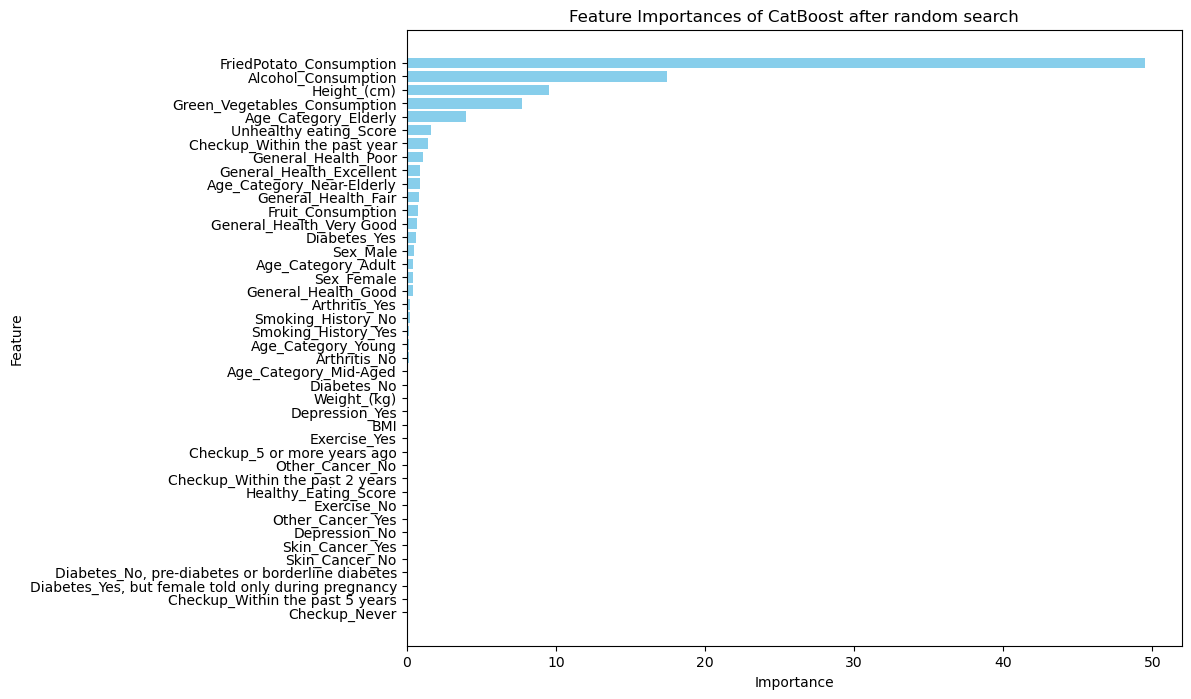 Feature Importances of CatBoost after random search
FriedPotato_Consumption
Alcohol_Consumption
Height_(cm)
Green_Vegetables_Consumption
Age_Category_Elderly
Unhealthy eating_Score
Checkup_Within the past year
General_Health_Poor
General_Health_Excellent
Age_Category_Near-Elderly
General_Health_Fair
Fruit_Consumption
General_Health_Very Good
Diabetes_Yes
Sex_Male
Age_Category_Adult
Sex_Female
General_Health_Good
Arthritis_Yes
Smoking_History_No
Smoking_History_Yes
Age_Category_Young
Arthritis_No
Age_Category_Mid-Aged
Diabetes_No
Weight_(kg)
Depression_Yes
BMI
Exercise_Yes
Checkup_5 or more years ago
Other_Cancer_No
Checkup_Within the past 2 years
Healthy_Eating_Score
Exercise_No
Other_Cancer_Yes
Depression_No
Skin_Cancer_Yes
Skin_Cancer_No
Diabetes_No, pre-diabetes or borderline diabetes
Diabetes_Yes, but female told only during pregnancy
Checkup_Within the past 5 years
Checkup_Never
Feature
0 10 20 30 40 50
Importance